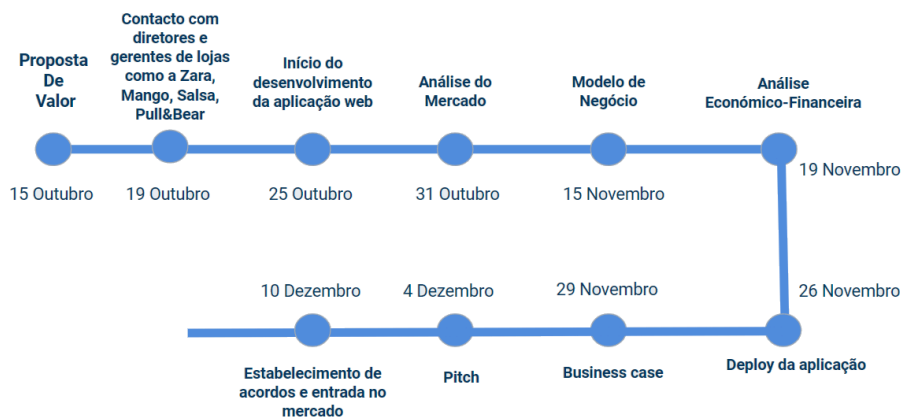 Proposta
De
Valor
Contacto com
diretores e
gerentes de lojas
como a Zara,
Mango, Salsa,
Pull&Bear
Início do
desenvolvimento
da aplicação web
Análise do
Mercado
Modelo de
Negócio
Análise
Económico-Financeira
15 Outubro
19 Outubro
25 Outubro
31 Outubro
15 Novembro
19 Novembro
10 Dezembro
4 Dezembro
29 Novembro
26 Novembro
Estabelecimento de
acordos e entrada no
mercado
Pitch
Business case
Deploy da aplicação